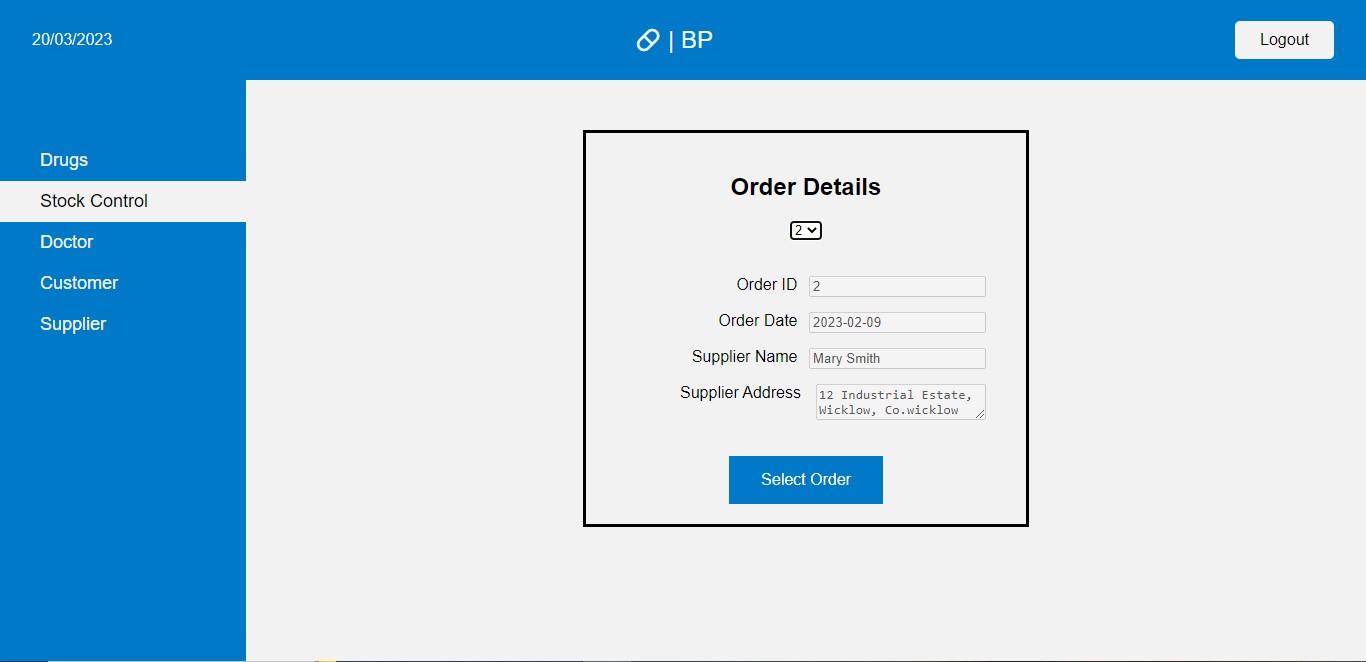 20/03/2023
| BP
Logout
Drugs
Stock Control
Doctor
Customer
Supplier
Order Details
2
Order ID 2
Order Date 2023-02-09
Supplier Name Mary Smith
Supplier Address 12 Industrial Estate,
Wicklow, Co.wicklow
Select Order